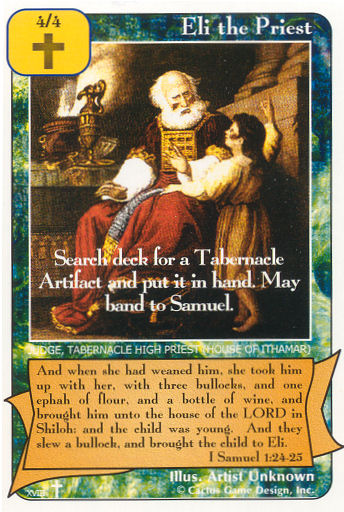 4/4
Eli the Priest
Search deck for a Tabernacle
Artifact and put it in hand. May
band to Samuel.
JUDGE, TABERNACLE HIGH PRIEST (HOUSE OF ITHAMAR)
And when she had weaned him, she took him
up with her, with three bullocks, and one
ephah of flour, and a bottle of wine, and
brought him unto the house of the LORD in
Shiloh: and the child was young. And they
slew a bullock, and brought the child to Eli.
I Samuel 1:24-25
Illus. Artist Unknown
© Cactus Game Design, Inc.